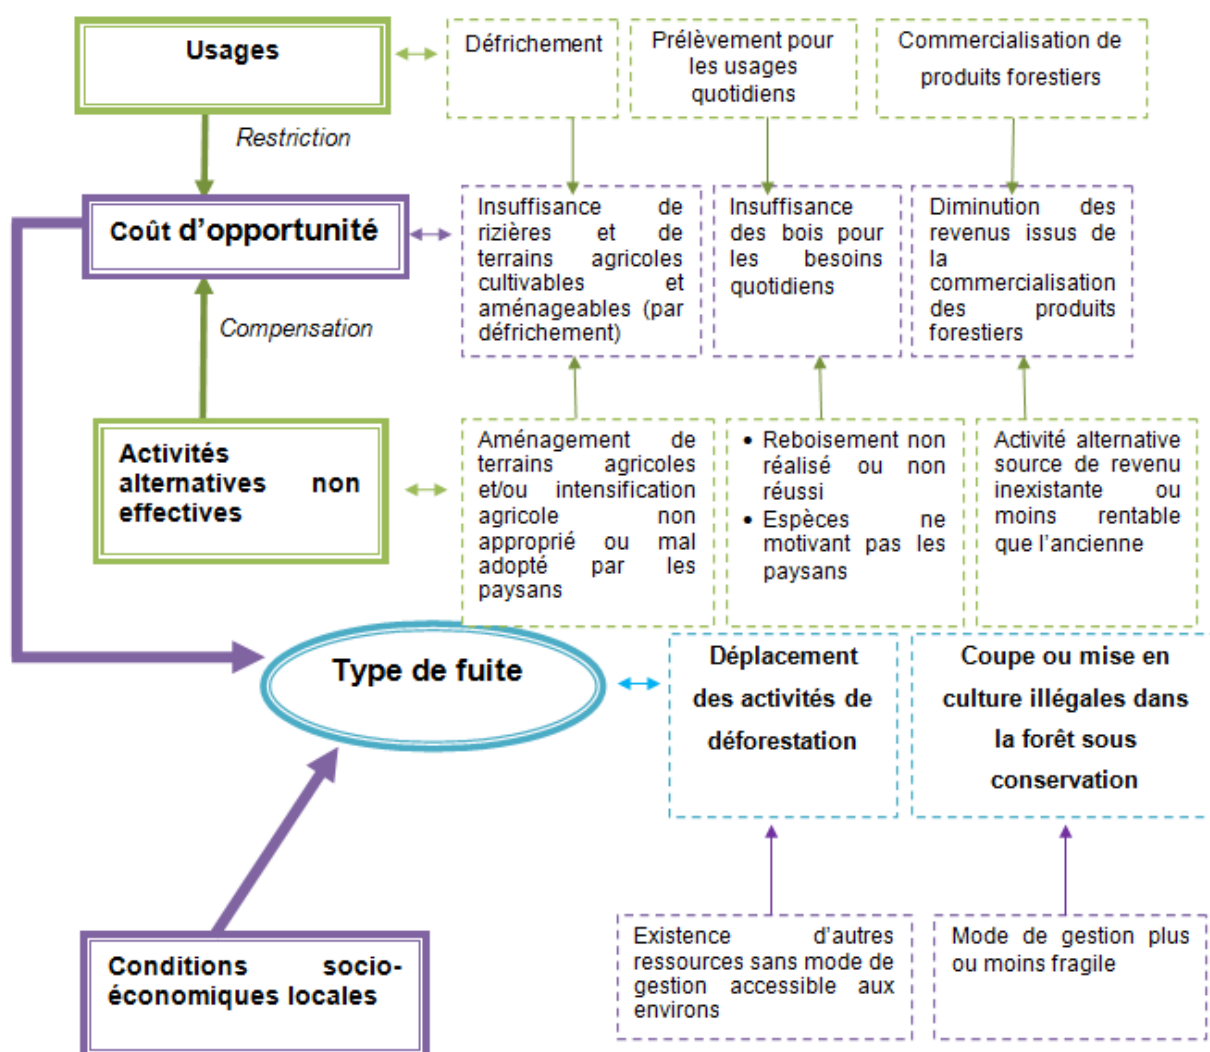 Usages
Défrichement
Prélèvement pour
les usages
quotidiens
Commercialisation de
produits forestiers
Restriction
Coût d’opportunité
Insuffisance de
rizières et de
terrains agricoles
cultivables et
aménageables (par
défrichement)
Insuffisance
des bois pour
les besoins
quotidiens
Diminution des
revenus issus de
la
commercialisation
des produits
forestiers
Compensation
Activités
alternatives non
effectives
Aménagement de
terrains agricoles
et/ou intensification
agricole non
approprié ou mal
adopté par les
paysans
• Reboisement non
réalisé ou non
réussi
• Espèces ne
motivant pas les
paysans
Activité alternative
source de revenu
inexistante ou
moins rentable
que l’ancienne
Type de fuite
Déplacement
des activités de
déforestation
Coupe ou mise en
culture illégales dans
la forêt sous
conservation
Conditions socio-
économiques locales
Existence d’autres
ressources sans mode de
gestion accessible aux
environs
Mode de gestion plus
ou moins fragile